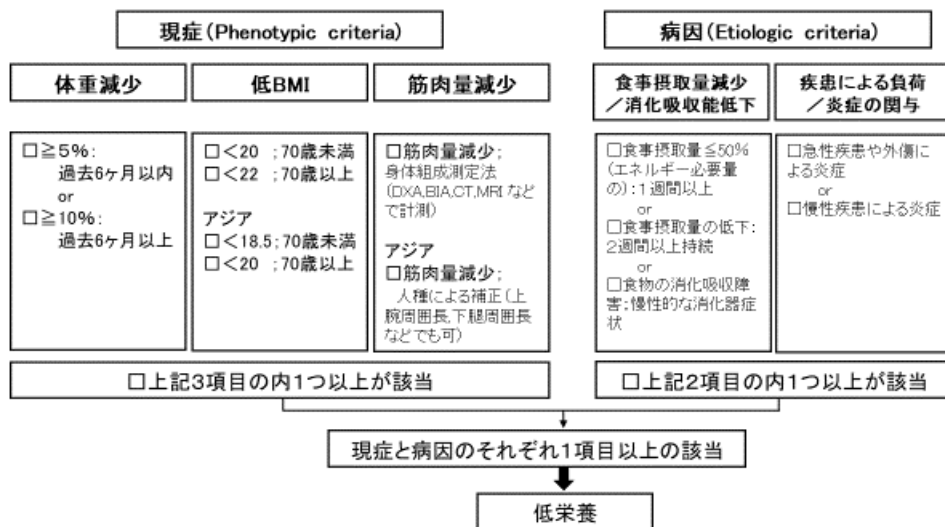 現症(Phenotypic criteria)
病因(Etiologic criteria)
体重減少
低BMI
筋肉量減少
食事摂取量減少
/消化吸収能低下
疾患による負荷
/炎症の関与
□≧5%:
過去6ヶ月以内
or
□≧10%:
過去6ヶ月以上
□<20 ;70歳未満
□<22 ;70歳以上
アジア
□<18.5;70歳未満
□<20 ;70歳以上
□筋肉量減少;
身体組成測定法
(DXA,BIA,CT,MRIなど
で計測)
アジア
□筋肉量減少;
人種による補正(上
腕周囲長,下腿周囲長
などでも可)
□食事摂取量≦50%
(エネルギー必要量
の):1週間以上
or
□食事摂取量の低下:
2週間以上持続
or
□食物の消化吸収障
害:慢性的な消化器症
状
□急性疾患や外傷に
よる炎症
or
□慢性疾患による炎症
□上記3項目の内1つ以上が該当
□上記2項目の内1つ以上が該当
現症と病因のそれぞれ1項目以上の該当
低栄養